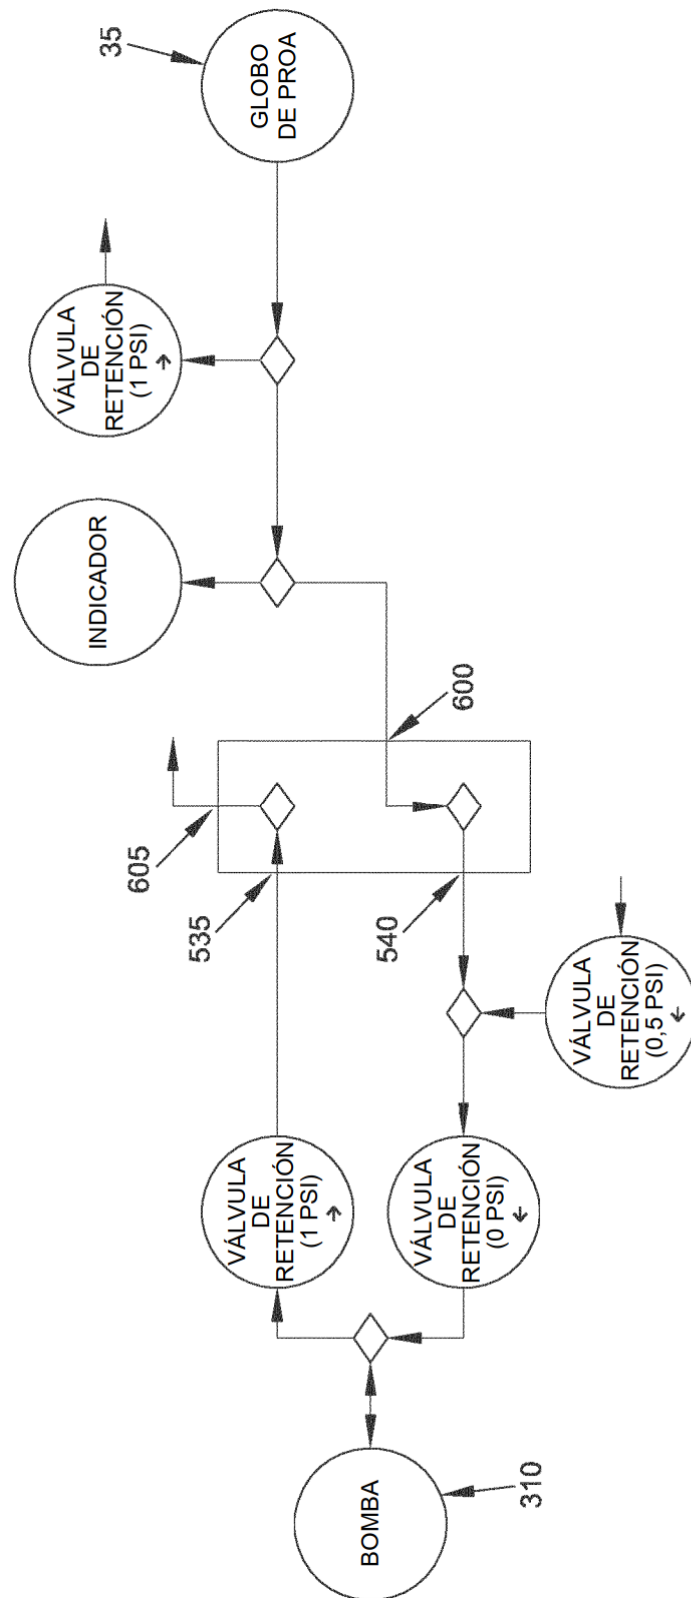 BOMBA
310
VÁLVULA
DE
RETENCIÓN
(1 PSI)
→
VÁLVULA
DE
RETENCIÓN
(0 PSI)
←
VÁLVULA
DE
RETENCIÓN
(0,5 PSI)
←
535
540
605
600
INDICADOR
VÁLVULA
DE
RETENCIÓN
(1 PSI)
→
GLOBO
DE PROA
35